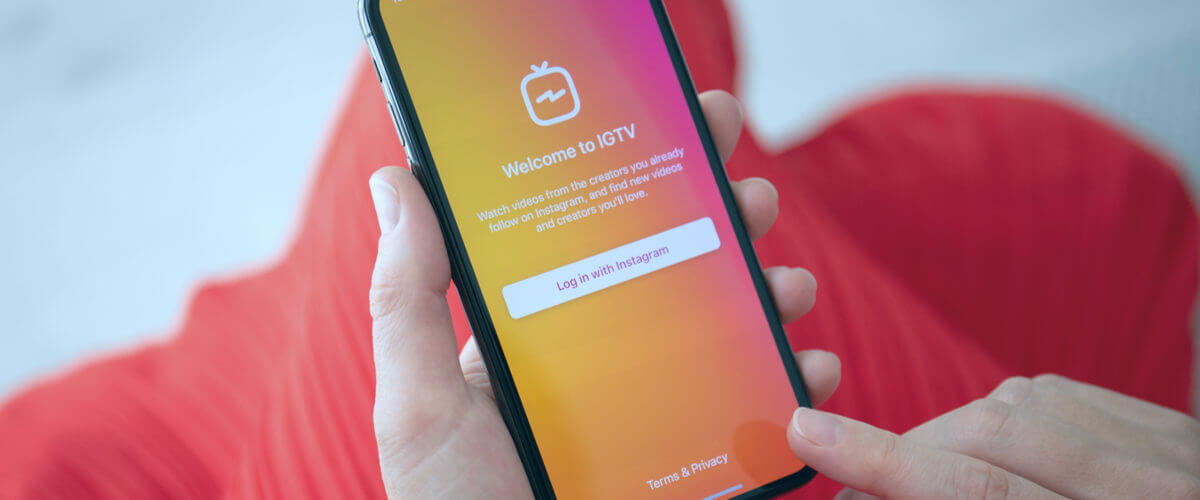 Welcome to IGTV
Watch videos from the creators you already
follow on Instagram, and find new videos
and creators you'll love.
Log in with Instagram
Terms & Privacy